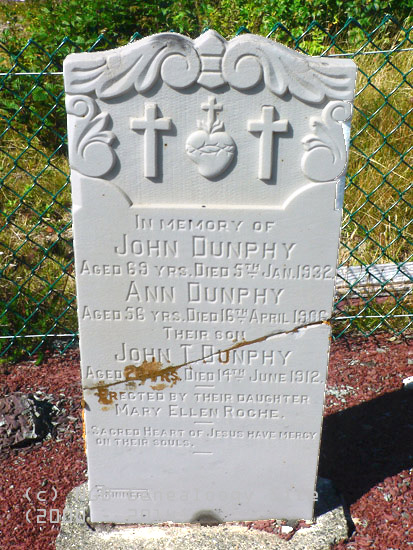 IN MEMORY OF
JOHN DUNPHY
AGED 69 YRS. DIED 5TH JAN. 1932.
ANN DUNPHY
AGED 56 YRS. DIED 16TH APRIL 1906
THEIR SON
JOHN T. DUNPHY
AGED YRS. DIED 14TH JUNE 1912.
ERECTED BY THEIR DAUGHTER
MARY ELLEN ROCHE.
SACRED HEART OF JESUS HAVE MERCY
ON THEIR SOULS.
SKINNER
(c)